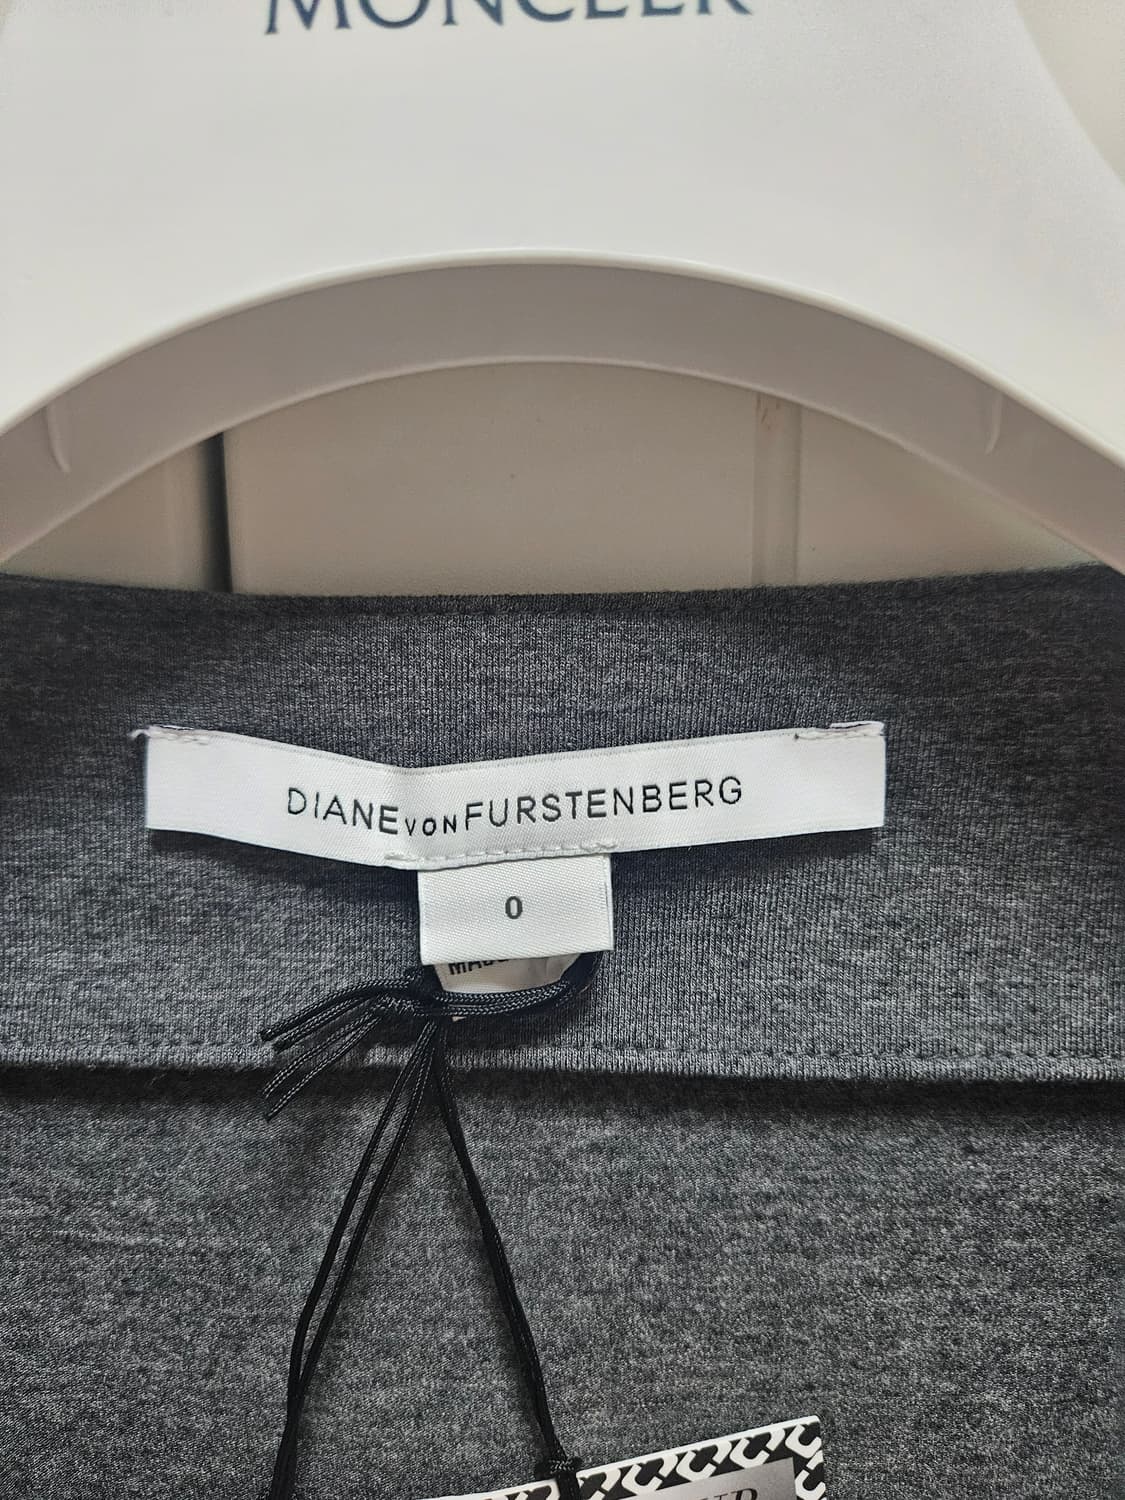 MONCLER
DIANE VON FURSTENBERG
0